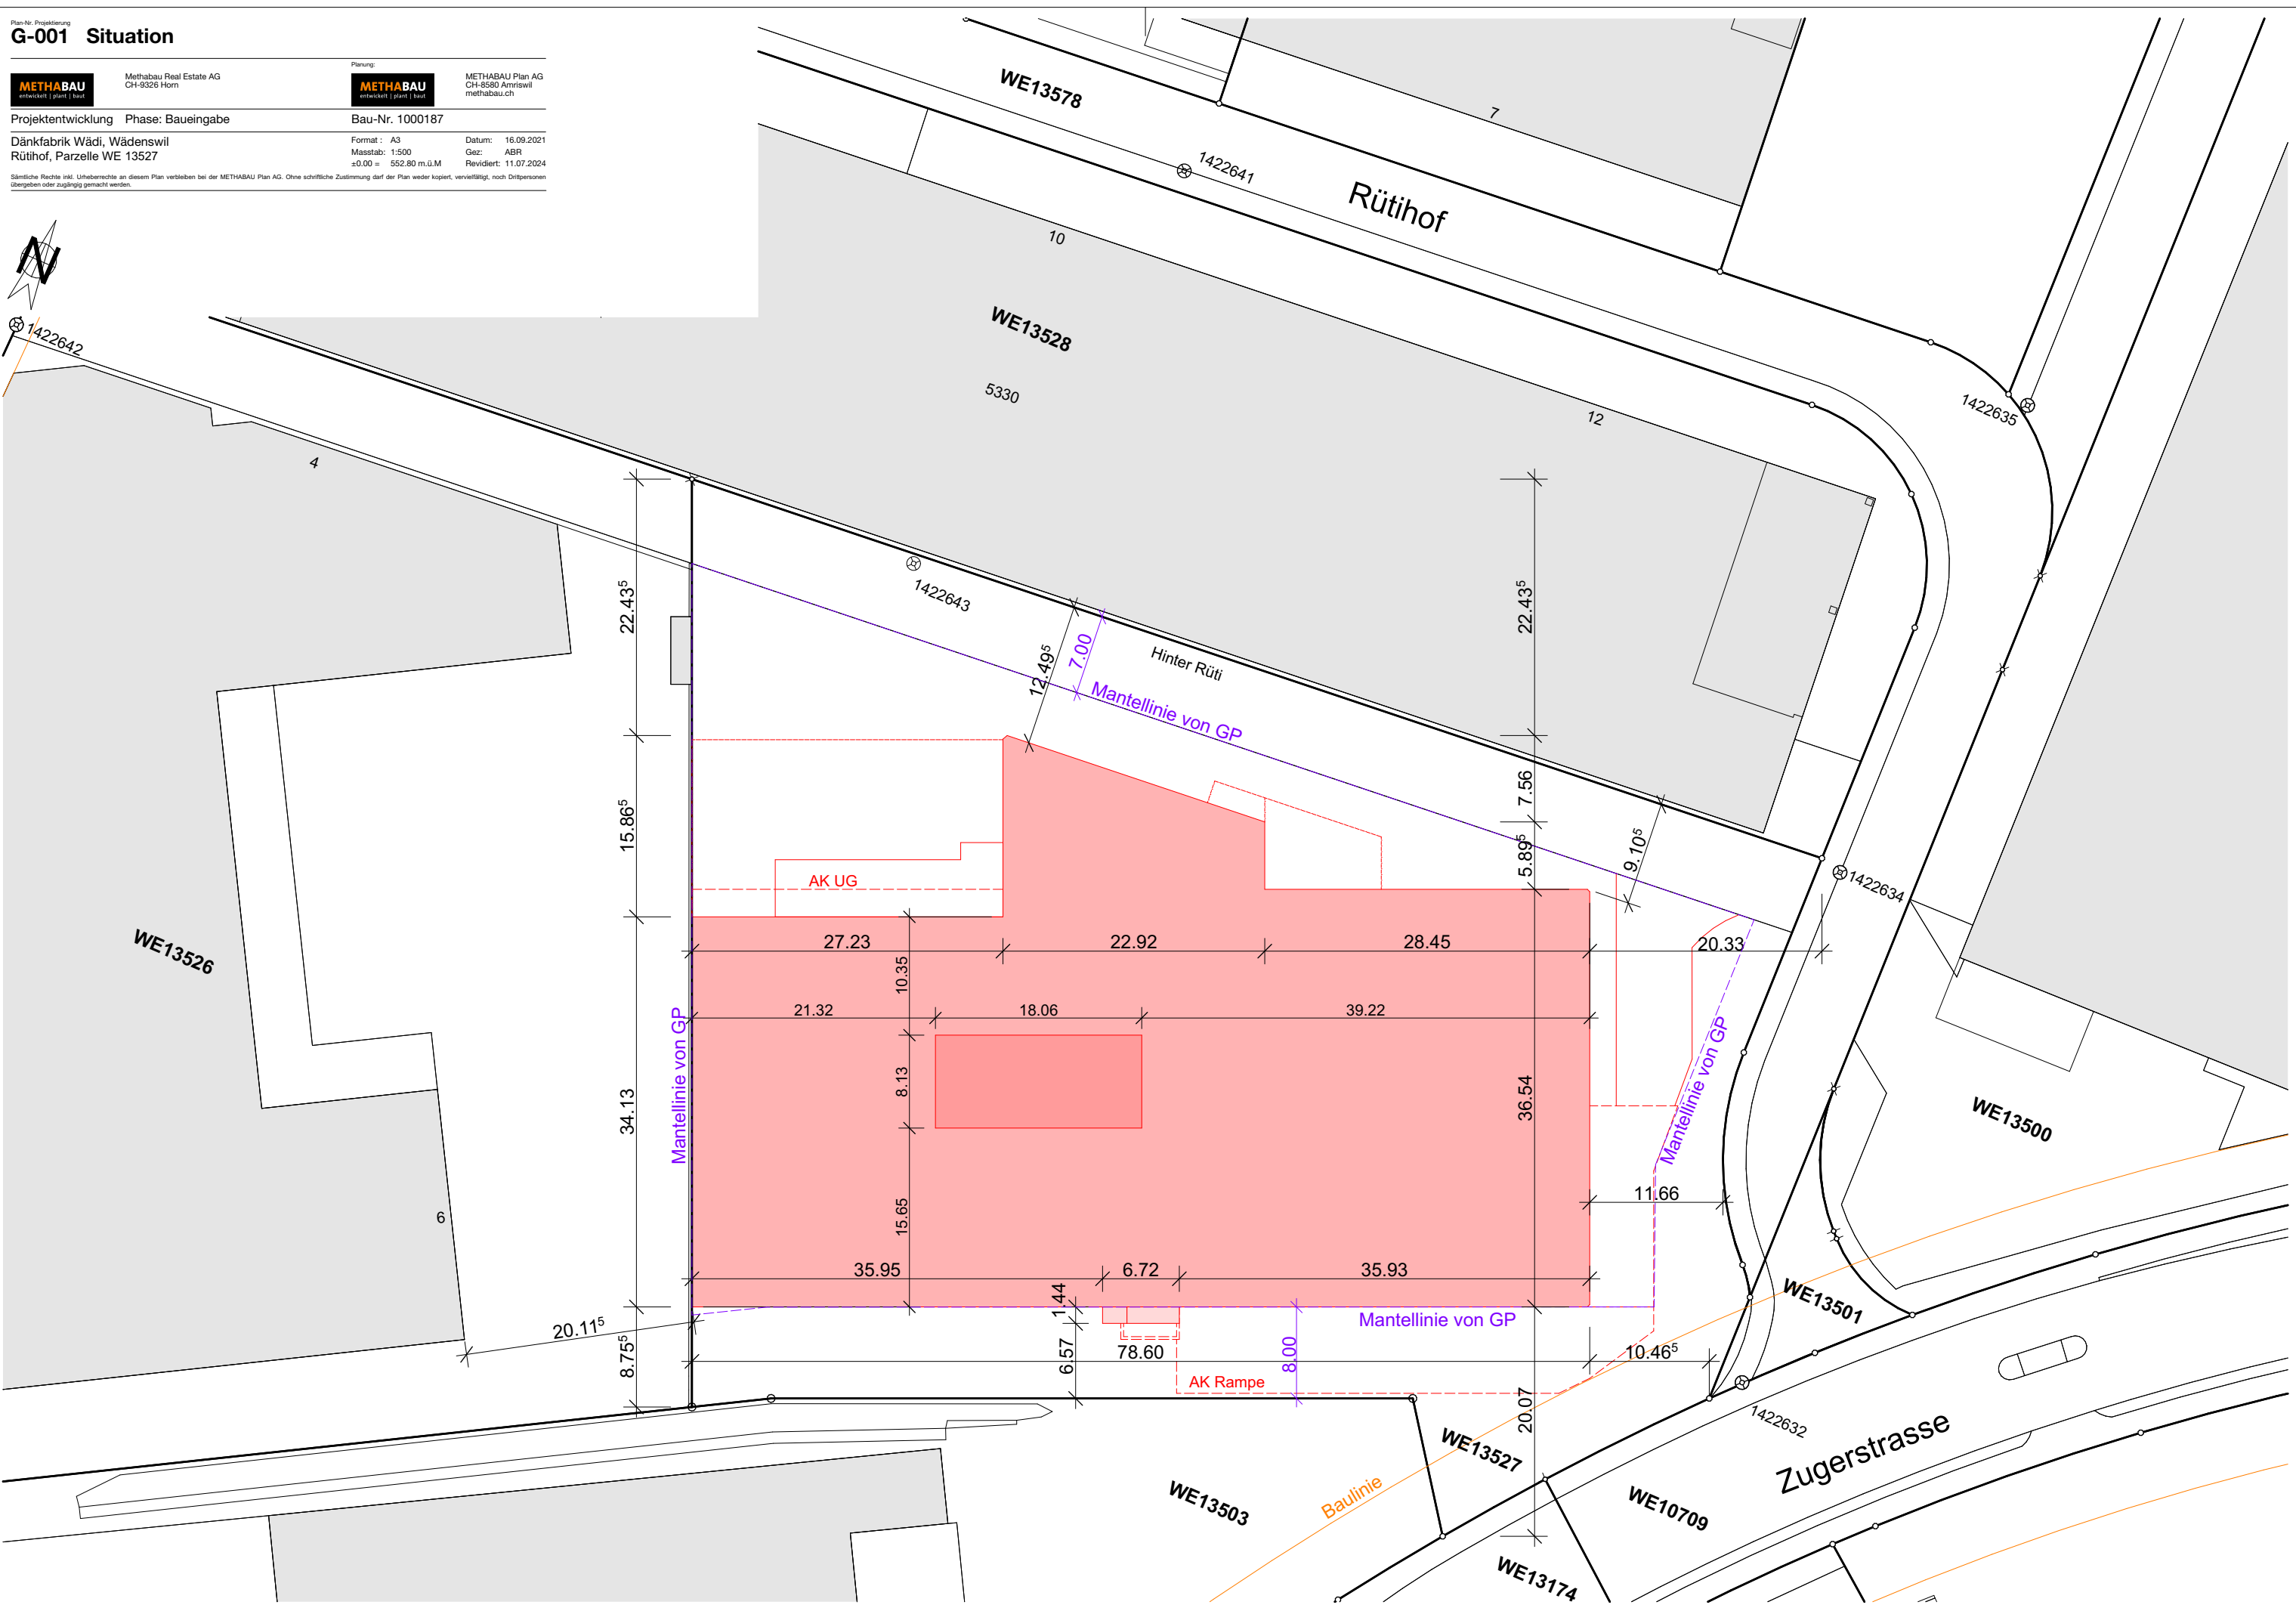 Plan-Nr. Projektierung
G-001 Situation
METHABAU
entwickelt | plant | baut
Methabau Real Estate AG
CH-9326 Horn
Planung:
METHABAU
entwickelt | plant | baut
METHABAU Plan AG
CH-8580 Amriswil
methabau.ch
Projektentwicklung Phase: Baueingabe
Bau-Nr. 1000187
Dänkfabrik Wädi, Wädenswil
Rütihof, Parzelle WE 13527
Format : A3
Masstab: 1:500
±0.00 = 552.80 m.ü.M
Datum: 16.09.2021
Gez: ABR
Revidiert: 11.07.2024
Sämtliche Rechte inkl. Urheberrechte an diesem Plan verbleiben bei der METHABAU Plan AG. Ohne schriftliche Zustimmung darf der Plan weder kopiert, vervielfältigt, noch Drittpersonen
übergeben oder zugängig gemacht werden.
N
WE13578
7
1422641
Rütihof
10
WE13528
5330
12
1422635
1422642
4
22.43⁵
1422643
12.49⁵
7.00
Hinter Rüti
Mantellinie von GP
22.43⁵
7.56
5.89⁵
9.10⁵
15.86⁵
AK UG
1422634
WE13526
27.23
22.92
28.45
20.33
10.35
21.32
18.06
39.22
Mantellinie von GP
8.13
36.54
34.13
Mantellinie von GP
WE13500
6
15.65
11.66
35.95
6.72
35.93
1.44
20.11⁵
8.75⁵
6.57
78.60
8.00
Mantellinie von GP
10.46⁵
AK Rampe
WE13501
20.07
1422632
WE13527
Zugerstrasse
WE13503
Baulinie
WE10709
WE13174